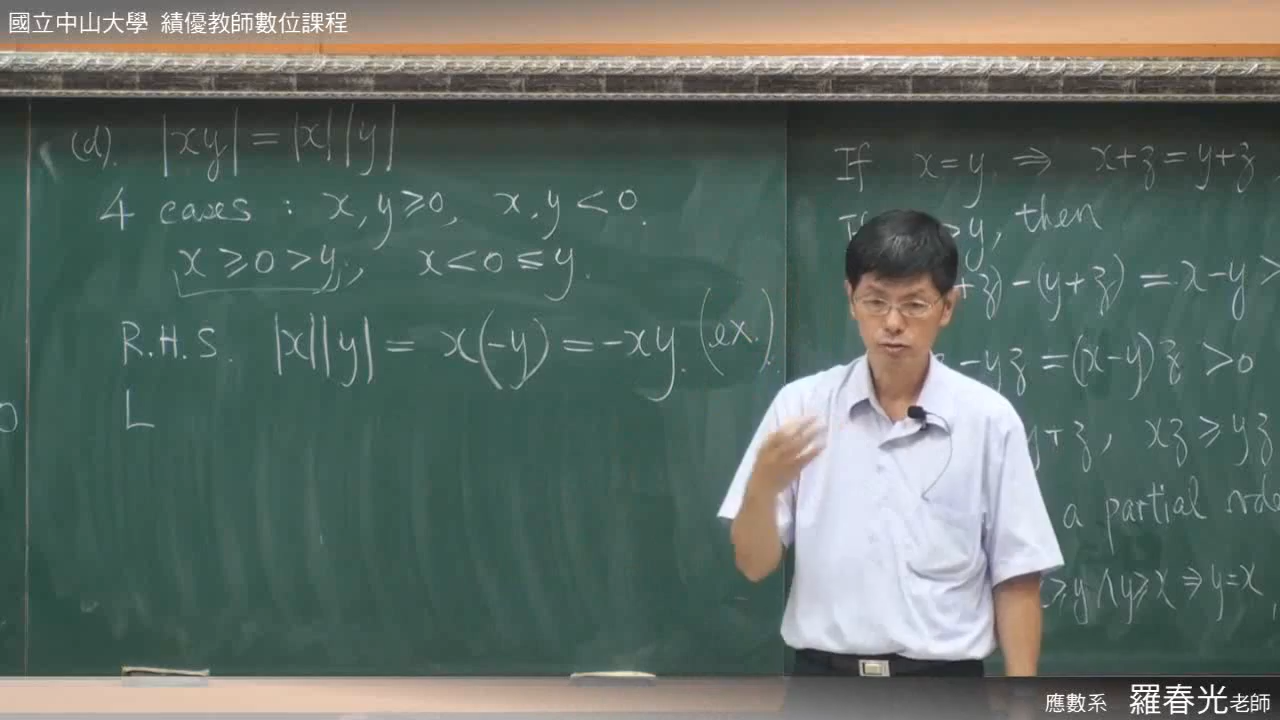 國立中山大學 績優教師數位課程
(d). |xy| = |x| |y|
4 cases : x, y ≥ 0, x, y < 0.
x ≥ 0 > y, x < 0 ≤ y.
R.H.S. |x||y| = x(-y) = -xy. (ex.)
L
If x = y, ⇒ x+z = y+z
y, then
z) - (y+z) = x-y >
- yz = (x-y)z > 0
y+z, xz ≥ yz
a partial
≥ y ∧ y ≥ x ⇒ y = x
應數系 羅春光老師